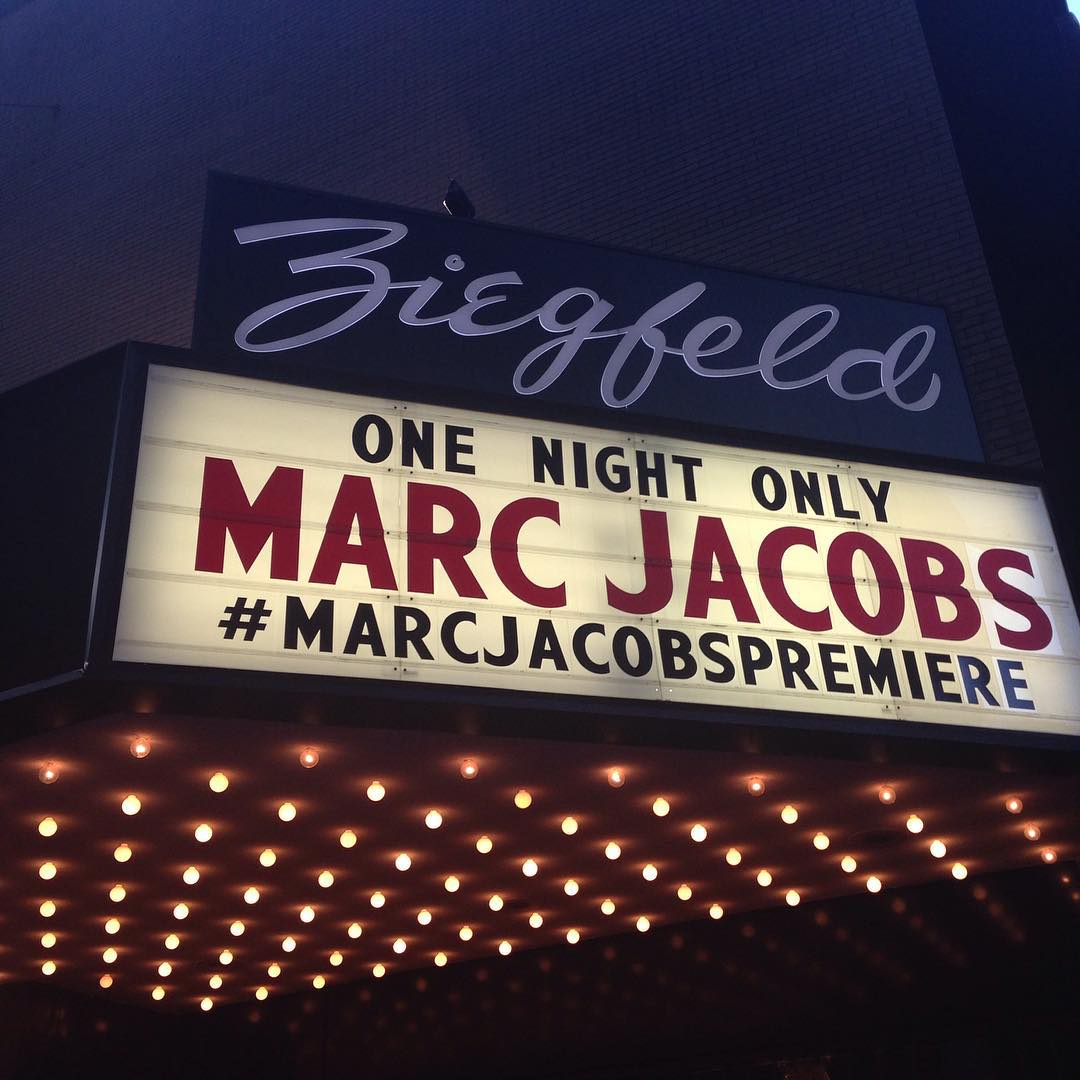 Ziegfeld
ONE NIGHT ONLY
MARC JACOBS
#MARCJACOBSPREMIERE